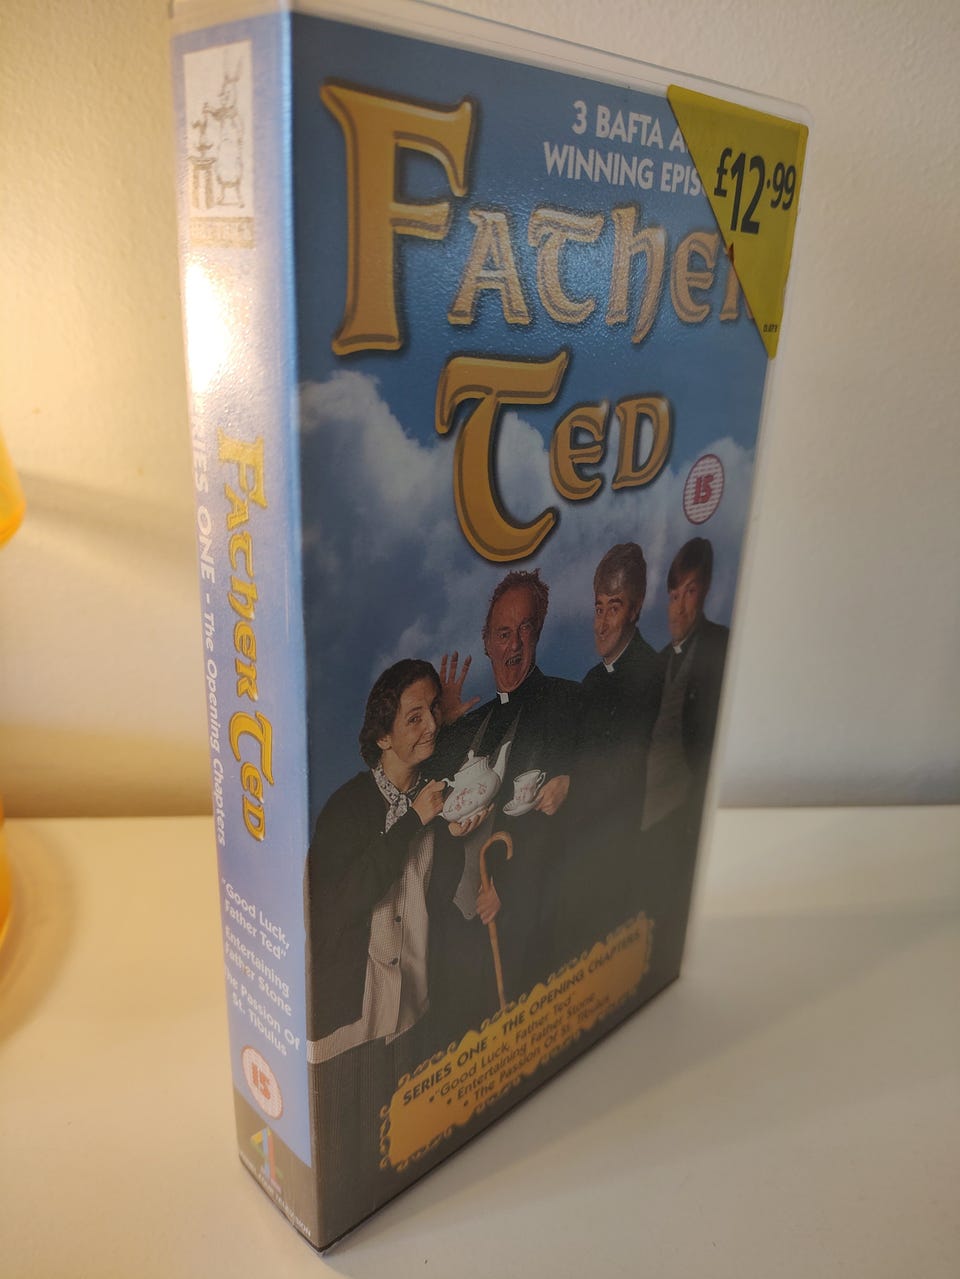 3 BAFTA
WINNING
£12.99
FATHER
TED
15
SERIES ONE - THE OPENING CHAPTERS
• "Good Luck, Father Ted"
• Entertaining Father Stone
• The Passion Of St. Tibulus
FATHER TED
ONE - The Opening Chapters
"Good Luck,
Father Ted"
Entertaining
Father Stone
The Passion Of
St. Tibulus
15
4